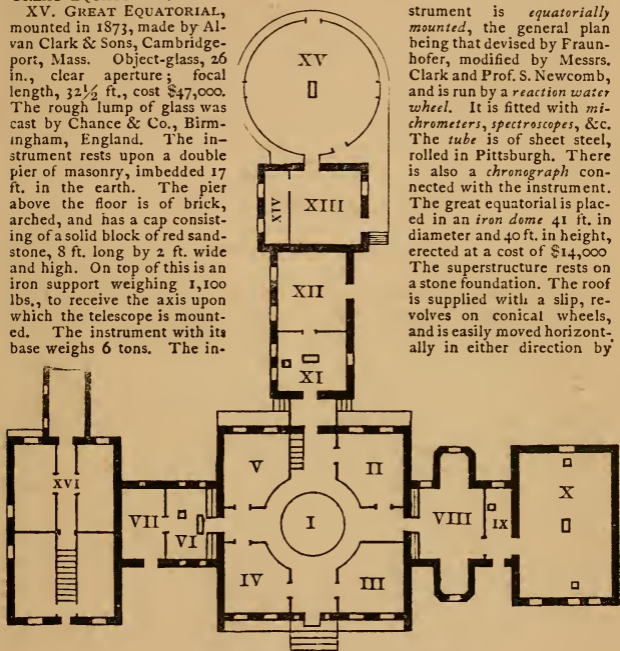 XV. GREAT EQUATORIAL,
mounted in 1873, made by Al-
van Clark & Sons, Cambridge-
port, Mass. Object-glass, 26
in., clear aperture; focal
length, 32½ ft., cost $47,000.
The rough lump of glass was
cast by Chance & Co., Birm-
ingham, England. The in-
strument rests upon a double
pier of masonry, imbedded 17
ft. in the earth. The pier
above the floor is of brick,
arched, and has a cap consist-
ing of a solid block of red sand-
stone, 8 ft. long by 2 ft. wide
and high. On top of this is an
iron support weighing 1,100
lbs., to receive the axis upon
which the telescope is mount-
ed. The instrument with its
base weighs 6 tons. The in-
strument is equatorially
mounted, the general plan
being that devised by Fraun-
hofer, modified by Messrs.
Clark and Prof. S. Newcomb,
and is run by a reaction water
wheel. It is fitted with mi-
chrometers, spectroscopes, &c.
The tube is of sheet steel,
rolled in Pittsburgh. There
is also a chronograph con-
nected with the instrument.
The great equatorial is plac-
ed in an iron dome 41 ft. in
diameter and 40 ft. in height,
erected at a cost of $14,000
The superstructure rests on
a stone foundation. The roof
is supplied with a slip, re-
volves on conical wheels,
and is easily moved horizont-
ally in either direction by
XV
XIV
XIII
XII
XI
V
II
XVI
VII
VI
I
VIII
IX
X
IV
III